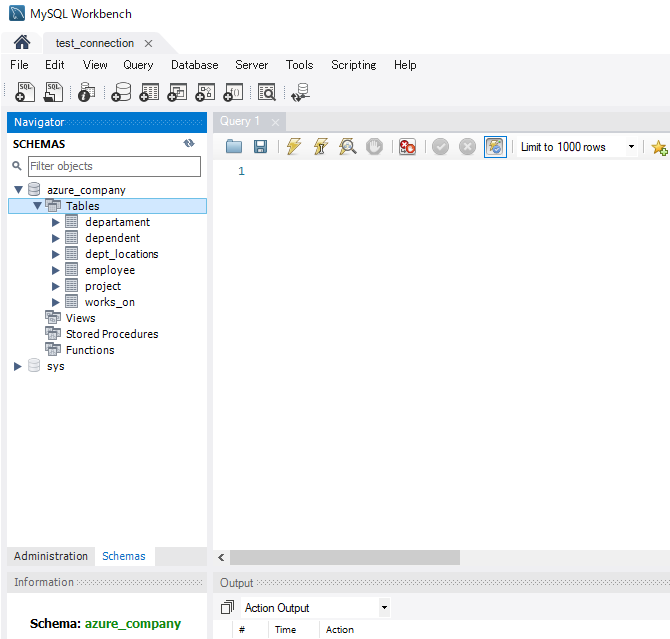 MySQL Workbench
test_connection ×
File Edit View Query Database Server Tools Scripting Help
Navigator
Query 1 ×
SCHEMAS
Filter objects
Limit to 1000 rows
1
azure_company
Tables
departament
dependent
dept_locations
employee
project
works_on
Views
Stored Procedures
Functions
sys
Administration Schemas
Information
Output
Action Output
Schema: azure_company
# Time Action